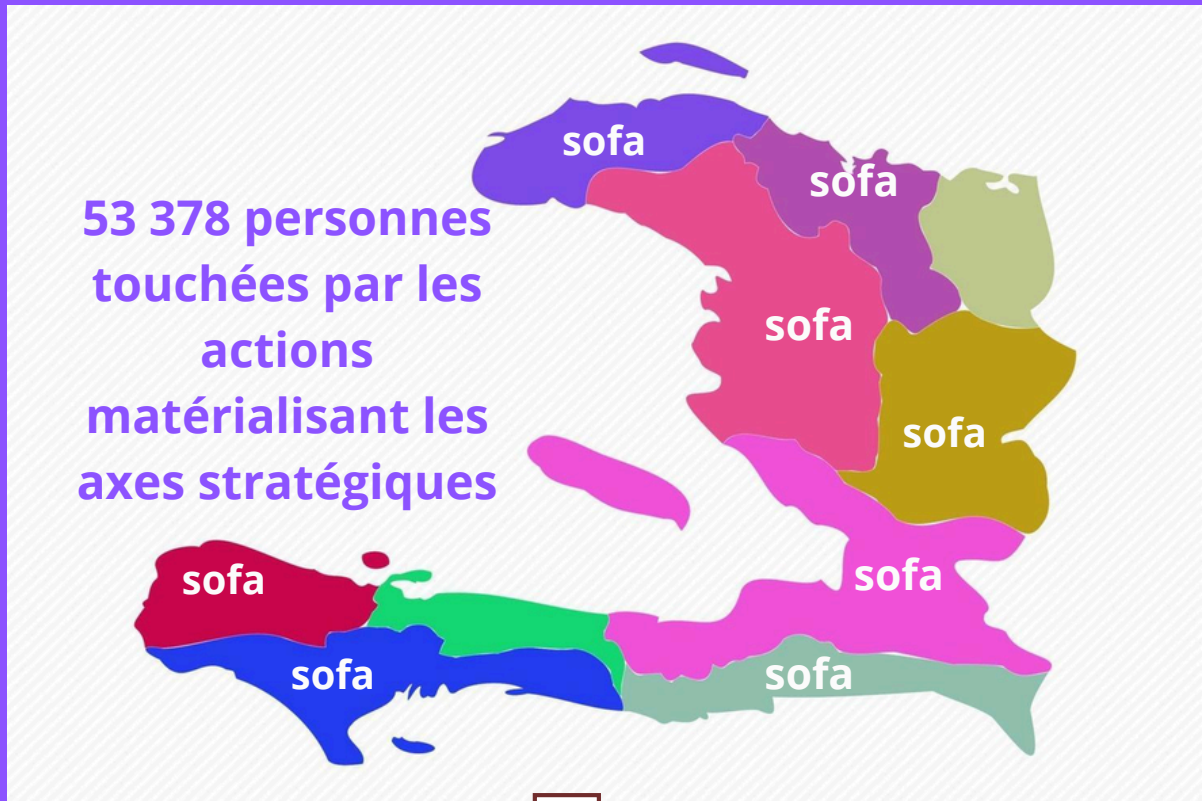 sofa
sofa
53 378 personnes
touchées par les
actions
matérialisant les
axes stratégiques
sofa
sofa
sofa
sofa
sofa
sofa